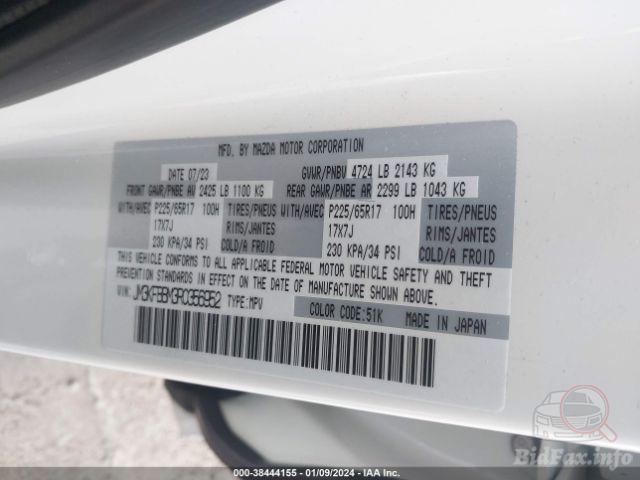 MFD. BY MAZDA MOTOR CORPORATION
DATE 07/23 GVWR/PNBV 4724 LB 2143 KG
FRONT GAWR/PNBE AV 2425 LB 1100 KG REAR GAWR/PNBE AR 2299 LB 1043 KG
WITH/AVEC P225/65R17 100H TIRES/PNEUS WITH/AVEC P225/65R17 100H TIRES/PNEUS
17X7J RIMS/JANTES 17X7J RIMS/JANTES
230 KPA/34 PSI COLD/A FROID 230 KPA/34 PSI COLD/A FROID
THIS VEHICLE CONFORMS TO ALL APPLICABLE FEDERAL MOTOR VEHICLE SAFETY AND THEFT
PREVENTION STANDARDS IN EFFECT ON THE DATE OF MANUFACTURE SHOWN ABOVE.
VIN: JM3KFBBM3R0356952 TYPE: MPV
COLOR CODE:51K MADE IN JAPAN
BidFax.info
000-38444155 - 01/09/2024 - IAA Inc.